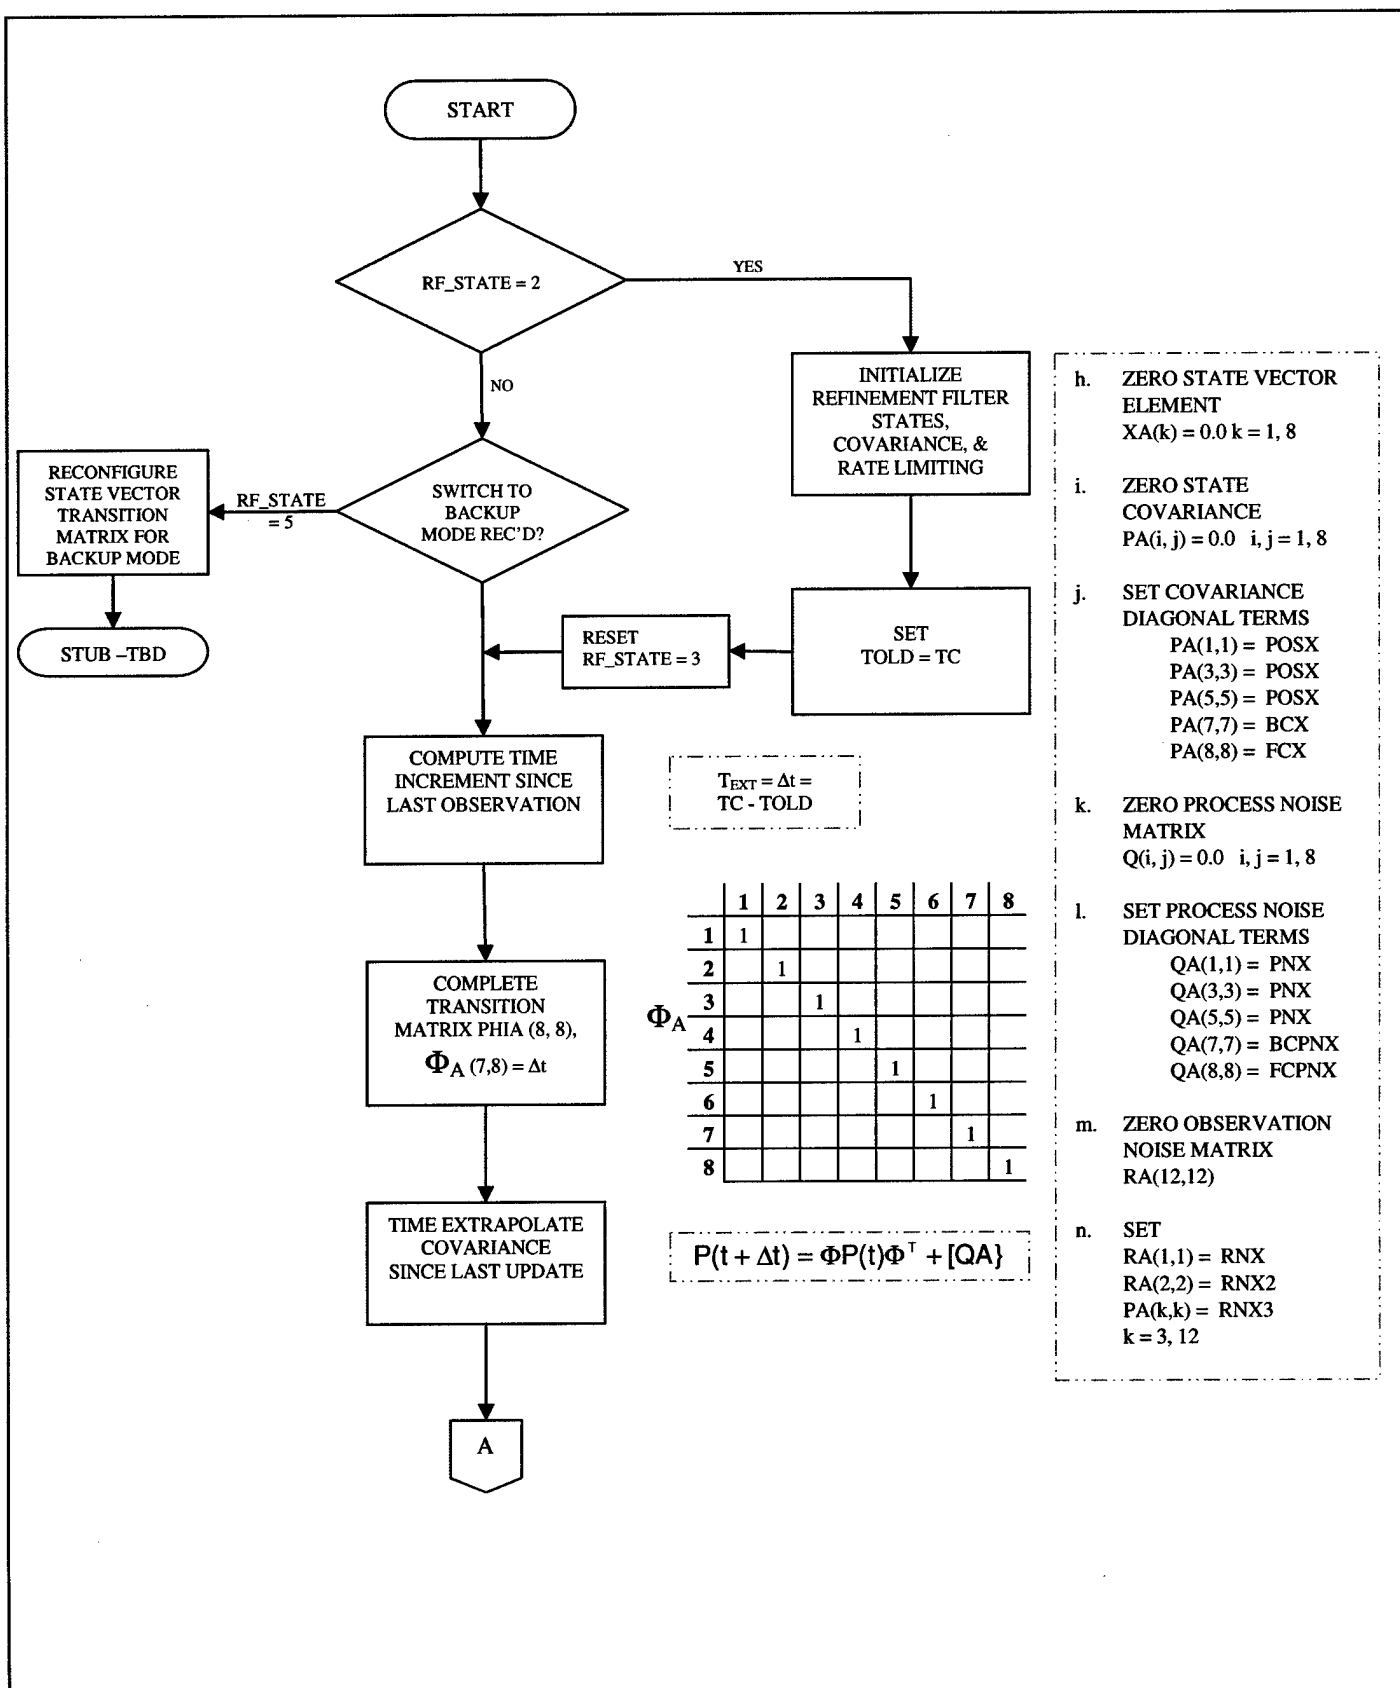 START
RF_STATE = 2
YES
NO
INITIALIZE
REFINEMENT FILTER
STATES,
COVARIANCE, &
RATE LIMITING
RECONFIGURE
STATE VECTOR
TRANSITION
MATRIX FOR
BACKUP MODE
RF_STATE
= 5
SWITCH TO
BACKUP
MODE REC'D?
STUB –TBD
RESET
RF_STATE = 3
SET
TOLD = TC
COMPUTE TIME
INCREMENT SINCE
LAST OBSERVATION
T_EXT = Δt =
TC - TOLD
COMPLETE
TRANSITION
MATRIX PHIA (8, 8),
Φ_A (7,8) = Δt
Φ_A
1 2 3 4 5 6 7 8
1 1
2 1
3 1
4 1
5 1
6 1
7 1
8 1
TIME EXTRAPOLATE
COVARIANCE
SINCE LAST UPDATE
P(t + Δt) = ΦP(t)Φᵀ + [QA}
A
h. ZERO STATE VECTOR
ELEMENT
XA(k) = 0.0 k = 1, 8
i. ZERO STATE
COVARIANCE
PA(i, j) = 0.0 i, j = 1, 8
j. SET COVARIANCE
DIAGONAL TERMS
PA(1,1) = POSX
PA(3,3) = POSX
PA(5,5) = POSX
PA(7,7) = BCX
PA(8,8) = FCX
k. ZERO PROCESS NOISE
MATRIX
Q(i, j) = 0.0 i, j = 1, 8
l. SET PROCESS NOISE
DIAGONAL TERMS
QA(1,1) = PNX
QA(3,3) = PNX
QA(5,5) = PNX
QA(7,7) = BCPNX
QA(8,8) = FCPNX
m. ZERO OBSERVATION
NOISE MATRIX
RA(12,12)
n. SET
RA(1,1) = RNX
RA(2,2) = RNX2
PA(k,k) = RNX3
k = 3, 12